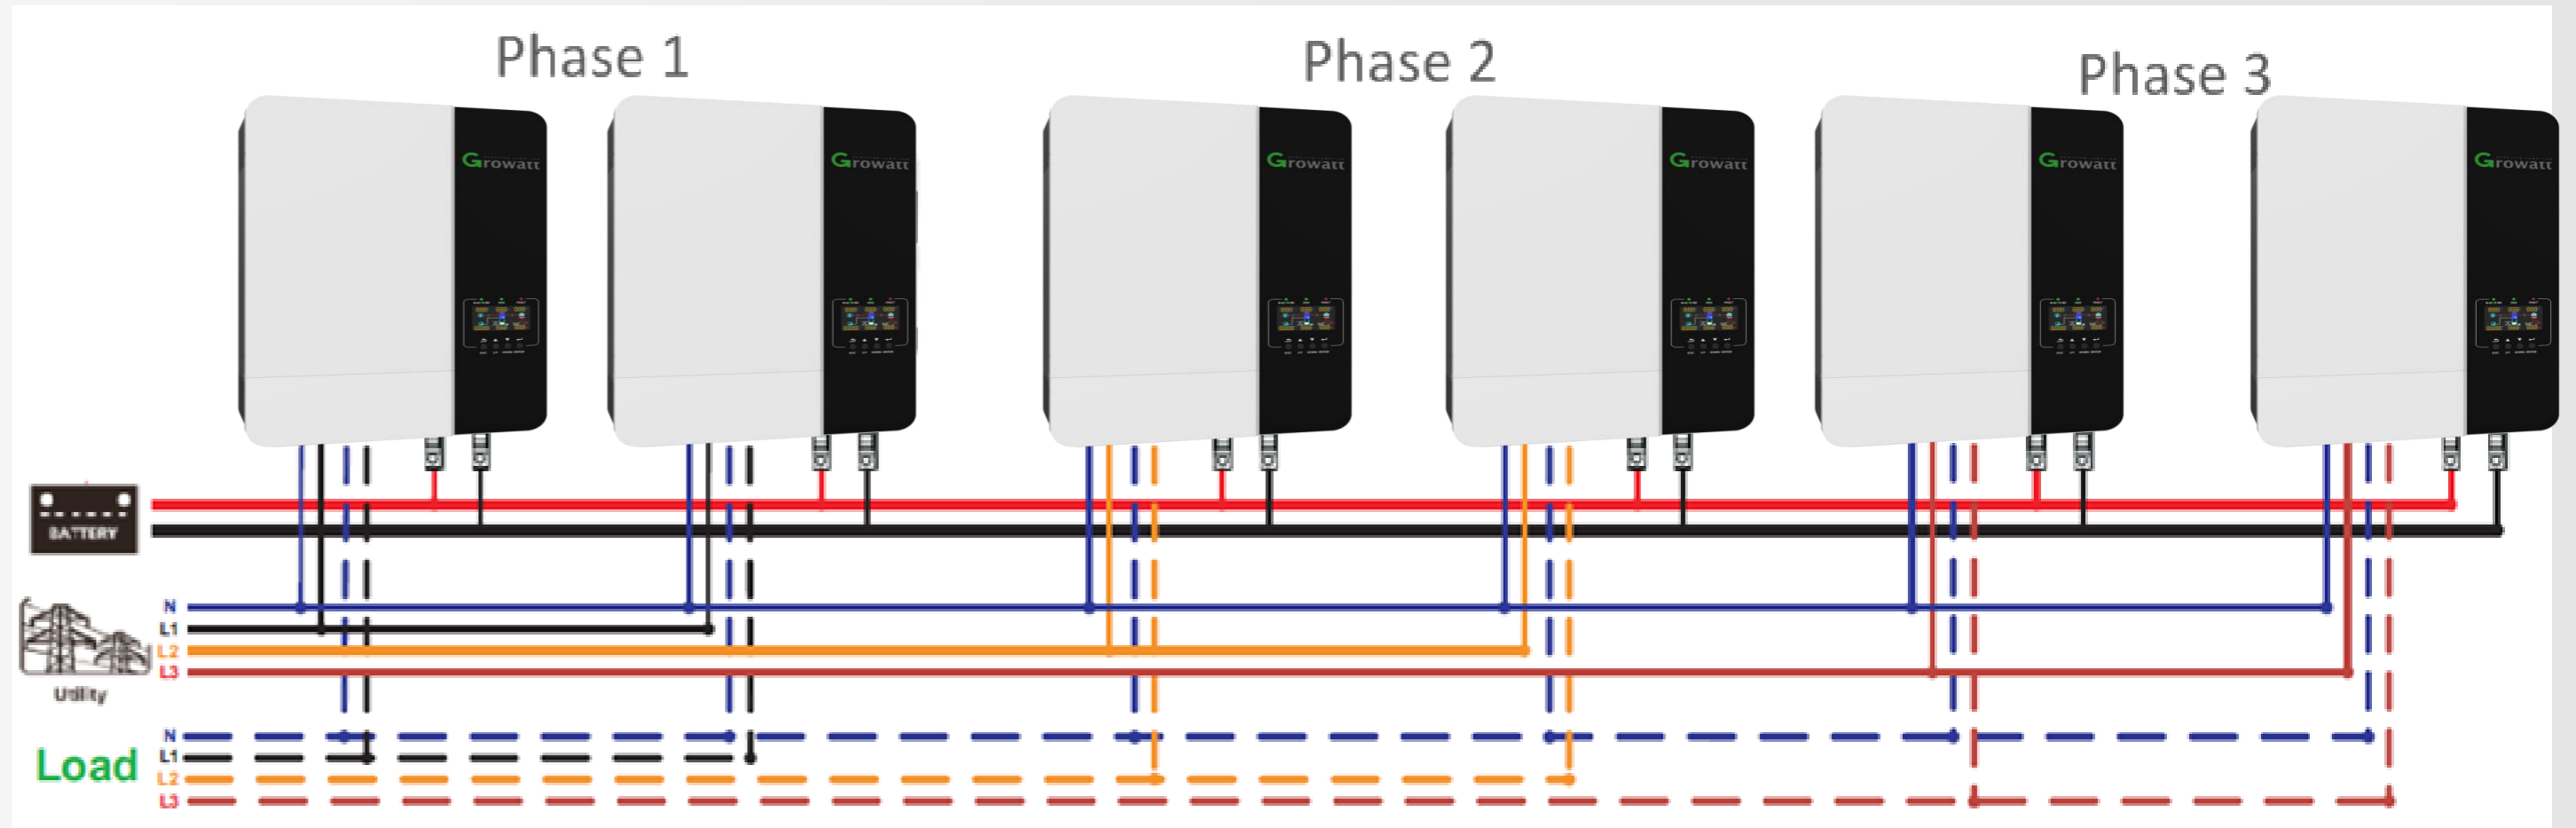 Phase 1
Phase 2
Phase 3
Growatt
Growatt
Growatt
Growatt
Growatt
Growatt
BATTERY
N
L1
L2
L3
Utility
Load
N
L1
L2
L3